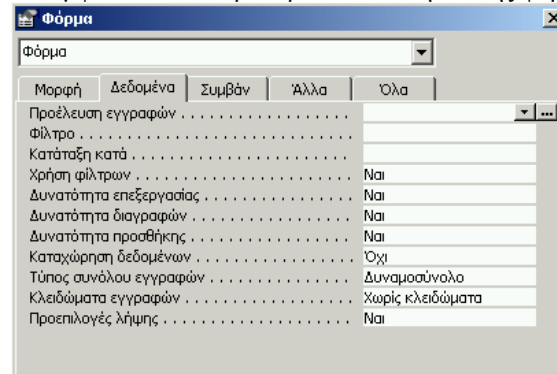 Φόρμα
Φόρμα
Μορφή Δεδομένα Συμβάν Άλλα Όλα
Προέλευση εγγραφών . . . . . . . . . . . . . . . . . . .
Φίλτρο . . . . . . . . . . . . . . . . . . . . . . . . . . . . .
Κατάταξη κατά . . . . . . . . . . . . . . . . . . . . . . . .
Χρήση φίλτρων . . . . . . . . . . . . . . . . . . . . . . . . Ναι
Δυνατότητα επεξεργασίας . . . . . . . . . . . . . . . . . Ναι
Δυνατότητα διαγραφών . . . . . . . . . . . . . . . . . . . Ναι
Δυνατότητα προσθήκης . . . . . . . . . . . . . . . . . . . Ναι
Καταχώρηση δεδομένων . . . . . . . . . . . . . . . . . . Όχι
Τύπος συνόλου εγγραφών . . . . . . . . . . . . . . . . . Δυναμοσύνολο
Κλειδώματα εγγραφών . . . . . . . . . . . . . . . . . . . Χωρίς κλειδώματα
Προεπιλογές λήψης . . . . . . . . . . . . . . . . . . . . . Ναι